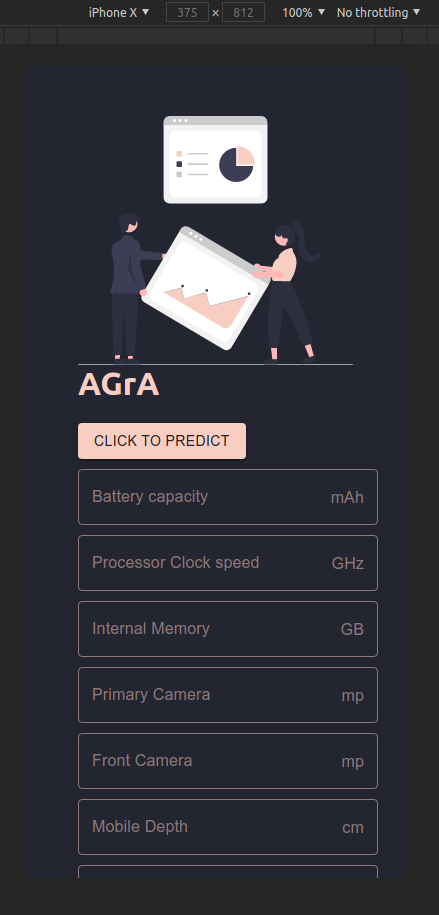 iPhone X ▼ 375 × 812 100% ▼ No throttling ▼
AGrA
CLICK TO PREDICT
Battery capacity mAh
Processor Clock speed GHz
Internal Memory GB
Primary Camera mp
Front Camera mp
Mobile Depth cm